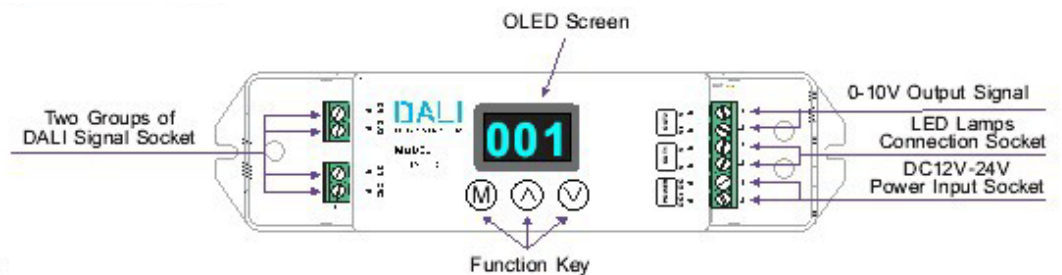 OLED Screen
Two Groups of
DALI Signal Socket
DALI
001
M
0-10V Output Signal
LED Lamps
Connection Socket
DC12V-24V
Power Input Socket
Function Key